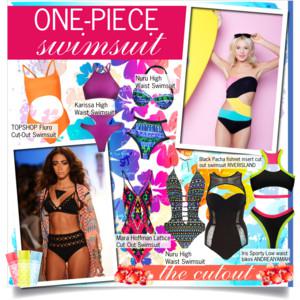 ONE-PIECE
swimsuit
Karissa High
Waist Swimsuit
Nuru High
Waist Swimsuit
TOPSHOP Fluro
Cut-Out Swimsuit
Black Pacha fishnet insert cut
out swimsuit RIVERISLAND
Mara Hoffman Lattice
Cut Out Swimsuit
Nuru High
Waist Swimsuit
Iris Sporty Low waist
bikini ANDREAIYAMAH
the cutout